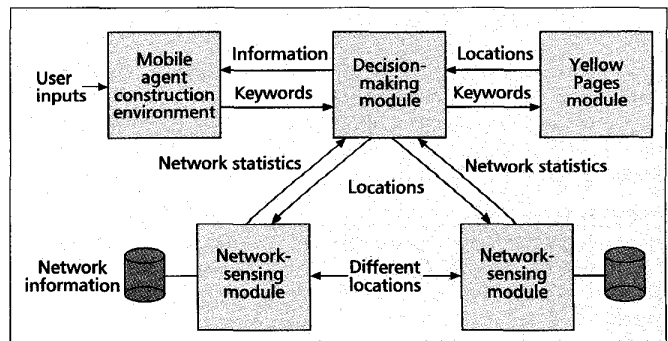 User
inputs
Mobile
agent
construction
environment
Information
Keywords
Decision-
making
module
Locations
Keywords
Yellow
Pages
module
Network statistics
Locations
Network statistics
Network
information
Network-
sensing
module
Different
locations
Network-
sensing
module